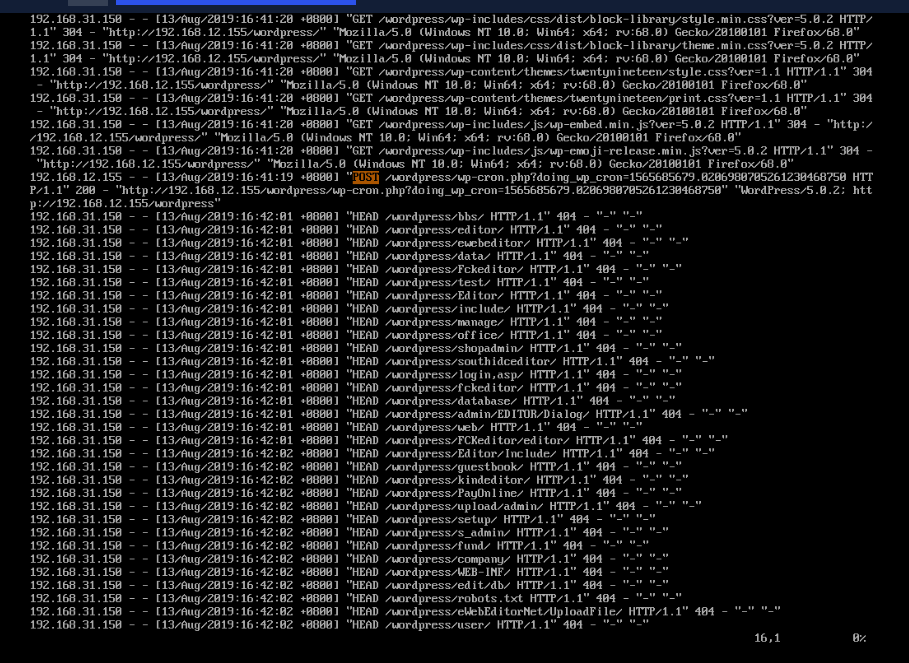 192.168.31.150 - - [13/Aug/2019:16:41:20 +0800] "GET /wordpress/wp-includes/css/dist/block-library/style.min.css?ver=5.0.2 HTTP/
1.1" 304 - "http://192.168.12.155/wordpress/" "Mozilla/5.0 (Windows NT 10.0; Win64; x64; rv:68.0) Gecko/20100101 Firefox/68.0"
192.168.31.150 - - [13/Aug/2019:16:41:20 +0800] "GET /wordpress/wp-includes/css/dist/block-library/theme.min.css?ver=5.0.2 HTTP/
1.1" 304 - "http://192.168.12.155/wordpress/" "Mozilla/5.0 (Windows NT 10.0; Win64; x64; rv:68.0) Gecko/20100101 Firefox/68.0"
192.168.31.150 - - [13/Aug/2019:16:41:20 +0800] "GET /wordpress/wp-content/themes/twentynineteen/style.css?ver=1.1 HTTP/1.1" 304
 - "http://192.168.12.155/wordpress/" "Mozilla/5.0 (Windows NT 10.0; Win64; x64; rv:68.0) Gecko/20100101 Firefox/68.0"
192.168.31.150 - - [13/Aug/2019:16:41:20 +0800] "GET /wordpress/wp-content/themes/twentynineteen/print.css?ver=1.1 HTTP/1.1" 304
 - "http://192.168.12.155/wordpress/" "Mozilla/5.0 (Windows NT 10.0; Win64; x64; rv:68.0) Gecko/20100101 Firefox/68.0"
192.168.31.150 - - [13/Aug/2019:16:41:20 +0800] "GET /wordpress/wp-includes/js/wp-embed.min.js?ver=5.0.2 HTTP/1.1" 304 - "http:/
/192.168.12.155/wordpress/" "Mozilla/5.0 (Windows NT 10.0; Win64; x64; rv:68.0) Gecko/20100101 Firefox/68.0"
192.168.31.150 - - [13/Aug/2019:16:41:20 +0800] "GET /wordpress/wp-includes/js/wp-emoji-release.min.js?ver=5.0.2 HTTP/1.1" 304 -
 "http://192.168.12.155/wordpress/" "Mozilla/5.0 (Windows NT 10.0; Win64; x64; rv:68.0) Gecko/20100101 Firefox/68.0"
192.168.12.155 - - [13/Aug/2019:16:41:19 +0800] "POST /wordpress/wp-cron.php?doing_wp_cron=1565685679.0206980705261230468750 HTT
P/1.1" 200 - "http://192.168.12.155/wordpress/wp-cron.php?doing_wp_cron=1565685679.0206980705261230468750" "WordPress/5.0.2; htt
p://192.168.12.155/wordpress"
192.168.31.150 - - [13/Aug/2019:16:42:01 +0800] "HEAD /wordpress/bbs/ HTTP/1.1" 404 - "-" "-"
192.168.31.150 - - [13/Aug/2019:16:42:01 +0800] "HEAD /wordpress/editor/ HTTP/1.1" 404 - "-" "-"
192.168.31.150 - - [13/Aug/2019:16:42:01 +0800] "HEAD /wordpress/ewebeditor/ HTTP/1.1" 404 - "-" "-"
192.168.31.150 - - [13/Aug/2019:16:42:01 +0800] "HEAD /wordpress/data/ HTTP/1.1" 404 - "-" "-"
192.168.31.150 - - [13/Aug/2019:16:42:01 +0800] "HEAD /wordpress/Fckeditor/ HTTP/1.1" 404 - "-" "-"
192.168.31.150 - - [13/Aug/2019:16:42:01 +0800] "HEAD /wordpress/test/ HTTP/1.1" 404 - "-" "-"
192.168.31.150 - - [13/Aug/2019:16:42:01 +0800] "HEAD /wordpress/Editor/ HTTP/1.1" 404 - "-" "-"
192.168.31.150 - - [13/Aug/2019:16:42:01 +0800] "HEAD /wordpress/include/ HTTP/1.1" 404 - "-" "-"
192.168.31.150 - - [13/Aug/2019:16:42:01 +0800] "HEAD /wordpress/manage/ HTTP/1.1" 404 - "-" "-"
192.168.31.150 - - [13/Aug/2019:16:42:01 +0800] "HEAD /wordpress/office/ HTTP/1.1" 404 - "-" "-"
192.168.31.150 - - [13/Aug/2019:16:42:01 +0800] "HEAD /wordpress/shopadmin/ HTTP/1.1" 404 - "-" "-"
192.168.31.150 - - [13/Aug/2019:16:42:01 +0800] "HEAD /wordpress/southidceditor/ HTTP/1.1" 404 - "-" "-"
192.168.31.150 - - [13/Aug/2019:16:42:01 +0800] "HEAD /wordpress/login,asp/ HTTP/1.1" 404 - "-" "-"
192.168.31.150 - - [13/Aug/2019:16:42:01 +0800] "HEAD /wordpress/fckeditor/ HTTP/1.1" 404 - "-" "-"
192.168.31.150 - - [13/Aug/2019:16:42:01 +0800] "HEAD /wordpress/database/ HTTP/1.1" 404 - "-" "-"
192.168.31.150 - - [13/Aug/2019:16:42:01 +0800] "HEAD /wordpress/admin/EDITOR/Dialog/ HTTP/1.1" 404 - "-" "-"
192.168.31.150 - - [13/Aug/2019:16:42:01 +0800] "HEAD /wordpress/web/ HTTP/1.1" 404 - "-" "-"
192.168.31.150 - - [13/Aug/2019:16:42:01 +0800] "HEAD /wordpress/FCKeditor/editor/ HTTP/1.1" 404 - "-" "-"
192.168.31.150 - - [13/Aug/2019:16:42:02 +0800] "HEAD /wordpress/Editor/Include/ HTTP/1.1" 404 - "-" "-"
192.168.31.150 - - [13/Aug/2019:16:42:02 +0800] "HEAD /wordpress/guestbook/ HTTP/1.1" 404 - "-" "-"
192.168.31.150 - - [13/Aug/2019:16:42:02 +0800] "HEAD /wordpress/kindeditor/ HTTP/1.1" 404 - "-" "-"
192.168.31.150 - - [13/Aug/2019:16:42:02 +0800] "HEAD /wordpress/PayOnline/ HTTP/1.1" 404 - "-" "-"
192.168.31.150 - - [13/Aug/2019:16:42:02 +0800] "HEAD /wordpress/upload/admin/ HTTP/1.1" 404 - "-" "-"
192.168.31.150 - - [13/Aug/2019:16:42:02 +0800] "HEAD /wordpress/setup/ HTTP/1.1" 404 - "-" "-"
192.168.31.150 - - [13/Aug/2019:16:42:02 +0800] "HEAD /wordpress/s_admin/ HTTP/1.1" 404 - "-" "-"
192.168.31.150 - - [13/Aug/2019:16:42:02 +0800] "HEAD /wordpress/fund/ HTTP/1.1" 404 - "-" "-"
192.168.31.150 - - [13/Aug/2019:16:42:02 +0800] "HEAD /wordpress/company/ HTTP/1.1" 404 - "-" "-"
192.168.31.150 - - [13/Aug/2019:16:42:02 +0800] "HEAD /wordpress/WEB-INF/ HTTP/1.1" 404 - "-" "-"
192.168.31.150 - - [13/Aug/2019:16:42:02 +0800] "HEAD /wordpress/edit/db/ HTTP/1.1" 404 - "-" "-"
192.168.31.150 - - [13/Aug/2019:16:42:02 +0800] "HEAD /wordpress/robots.txt HTTP/1.1" 404 - "-" "-"
192.168.31.150 - - [13/Aug/2019:16:42:02 +0800] "HEAD /wordpress/eWebEditorNet/UploadFile/ HTTP/1.1" 404 - "-" "-"
192.168.31.150 - - [13/Aug/2019:16:42:02 +0800] "HEAD /wordpress/user/ HTTP/1.1" 404 - "-" "-"
16,1 0%